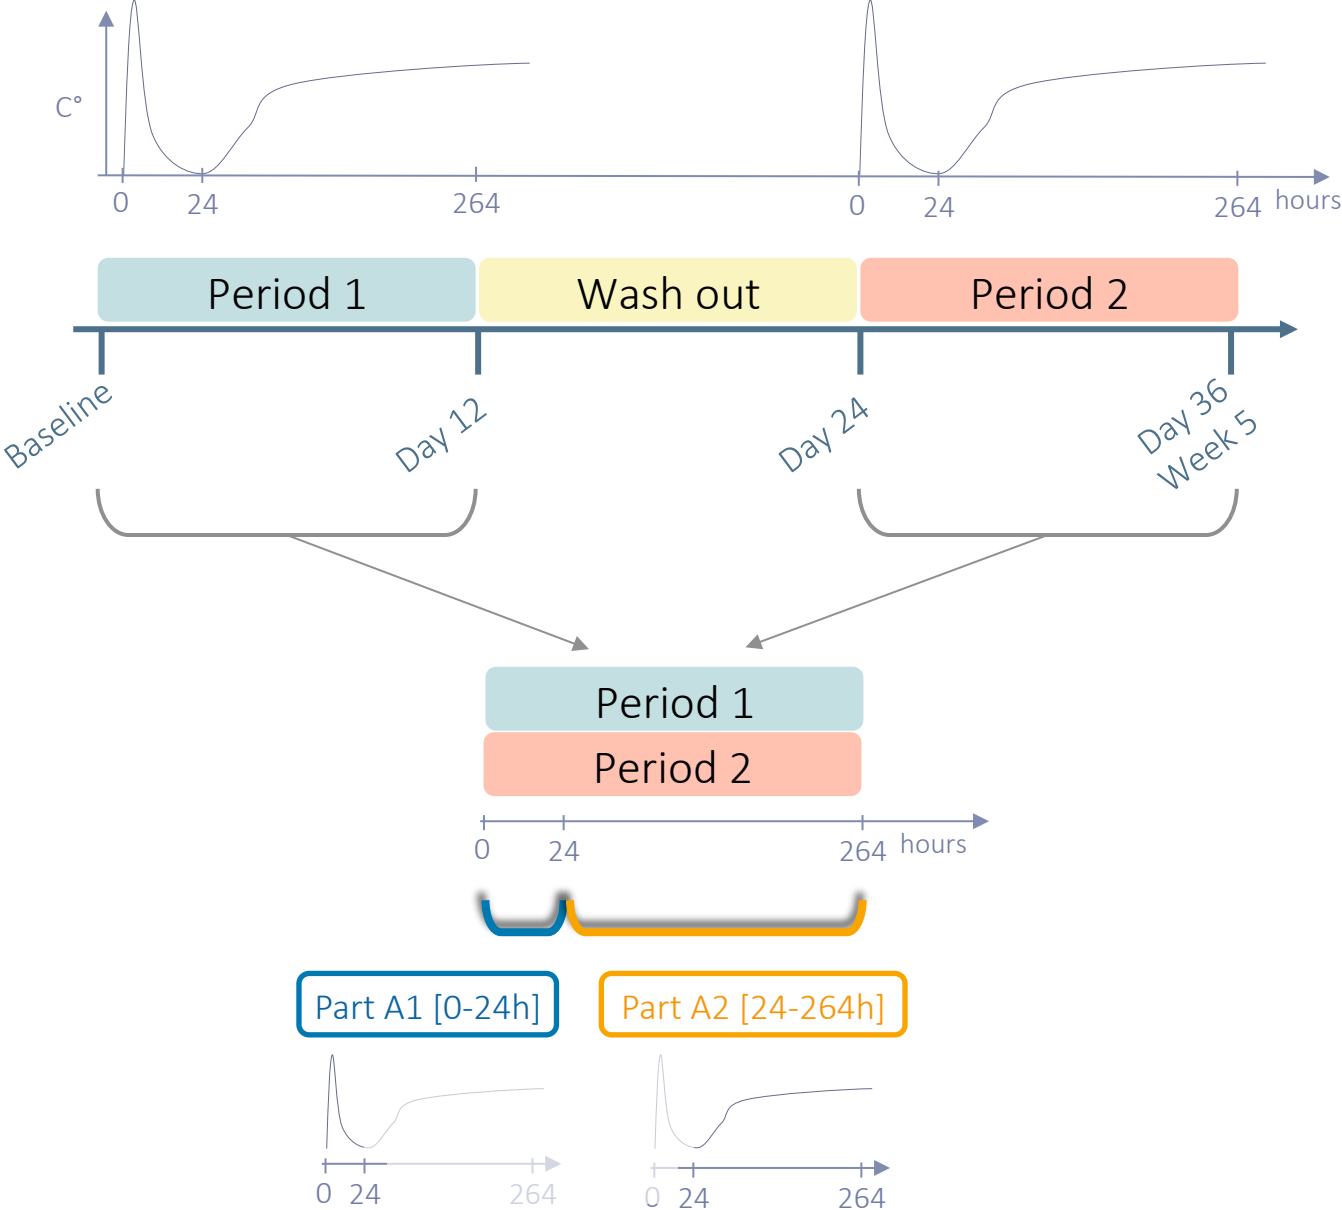 C°
0 24 264 0 24 264 hours
Period 1 Wash out Period 2
Baseline Day 12 Day 24 Day 36
Week 5
Period 1
Period 2
0 24 264 hours
Part A1 [0-24h] Part A2 [24-264h]
0 24 264 0 24 264